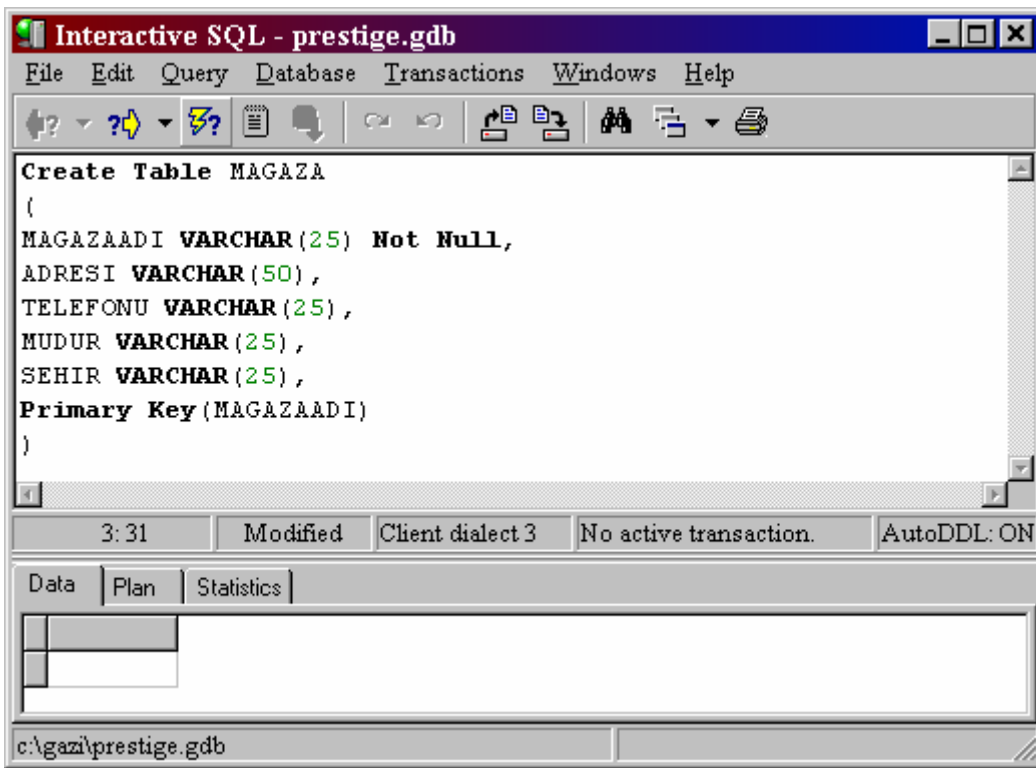 Interactive SQL - prestige.gdb
File Edit Query Database Transactions Windows Help
Create Table MAGAZA
(
MAGAZAADI VARCHAR(25) Not Null,
ADRESI VARCHAR(50),
TELEFONU VARCHAR(25),
MUDUR VARCHAR(25),
SEHIR VARCHAR(25),
Primary Key(MAGAZAADI)
)
3: 31 Modified Client dialect 3 No active transaction. AutoDDL: ON
Data Plan Statistics
c:\gazi\prestige.gdb